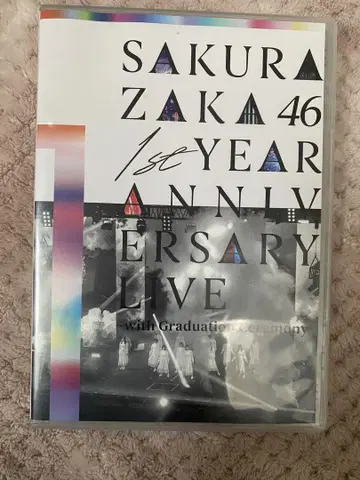 SAKURA
ZAKA 46
1st YEAR
ANNIV
ERSARY
LIVE
-with Graduation Ceremony-